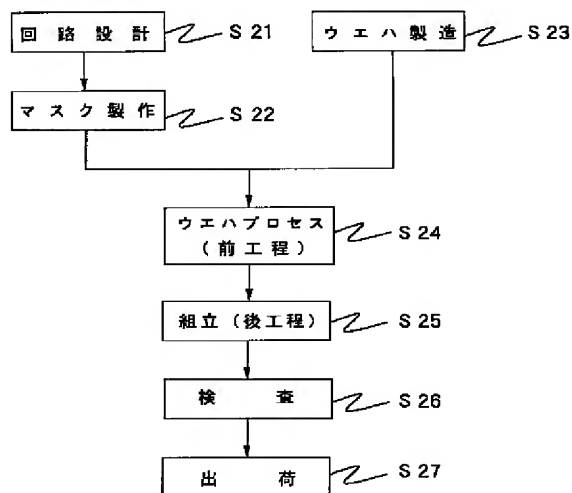 回路設計 S 21
ウエハ製造 S 23
マスク製作 S 22
ウエハプロセス
(前工程) S 24
組立(後工程) S 25
検査 S 26
出荷 S 27